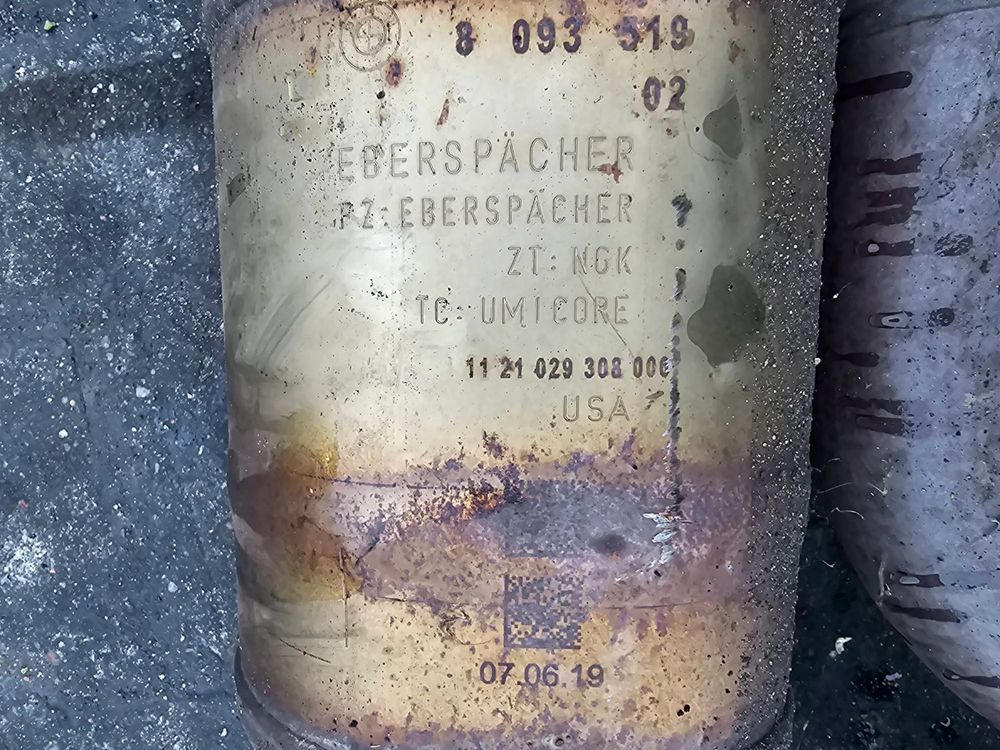 8 093 519
02
EBERSPÄCHER
PZ: EBERSPÄCHER
ZT: NGK
TC: UMICORE
11 21 029 308 006
USA
07.06.19